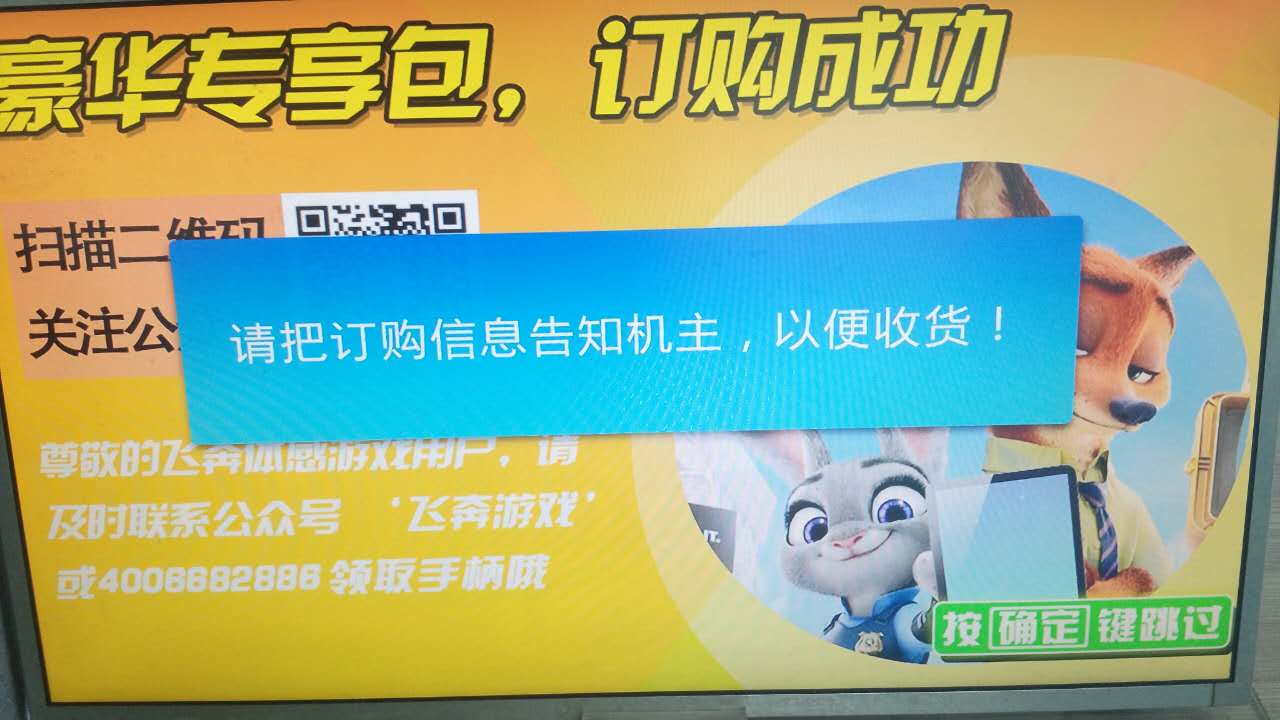 豪华专享包，订购成功
扫描二维码
关注公
请把订购信息告知机主，以便收货！
尊敬的飞奔体感游戏用户，请
及时联系公众号 ‘飞奔游戏’
或4006682886 领取手柄哦
按 确定 键跳过